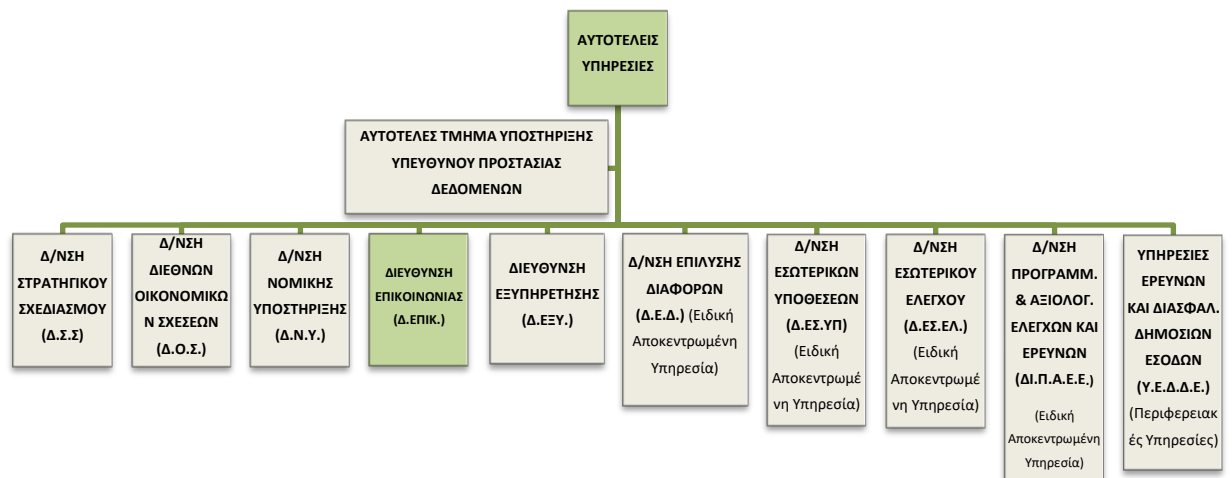 ΑΥΤΟΤΕΛΕΙΣ
ΥΠΗΡΕΣΙΕΣ
ΑΥΤΟΤΕΛΕΣ ΤΜΗΜΑ ΥΠΟΣΤΗΡΙΞΗΣ
ΥΠΕΥΘΥΝΟΥ ΠΡΟΣΤΑΣΙΑΣ
ΔΕΔΟΜΕΝΩΝ
Δ/ΝΣΗ
ΣΤΡΑΤΗΓΙΚΟΥ
ΣΧΕΔΙΑΣΜΟΥ
(Δ.Σ.Σ)
Δ/ΝΣΗ
ΔΙΕΘΝΩΝ
ΟΙΚΟΝΟΜΙΚΩ
Ν ΣΧΕΣΕΩΝ
(Δ.Ο.Σ.)
Δ/ΝΣΗ
ΝΟΜΙΚΗΣ
ΥΠΟΣΤΗΡΙΞΗΣ
(Δ.Ν.Υ.)
ΔΙΕΥΘΥΝΣΗ
ΕΠΙΚΟΙΝΩΝΙΑΣ
(Δ.ΕΠΙΚ.)
ΔΙΕΥΘΥΝΣΗ
ΕΞΥΠΗΡΕΤΗΣΗΣ
(Δ.ΕΞΥ.)
Δ/ΝΣΗ ΕΠΙΛΥΣΗΣ
ΔΙΑΦΟΡΩΝ
(Δ.Ε.Δ.) (Ειδική
Αποκεντρωμένη
Υπηρεσία)
Δ/ΝΣΗ
ΕΣΩΤΕΡΙΚΩΝ
ΥΠΟΘΕΣΕΩΝ
(Δ.ΕΣ.ΥΠ)
(Ειδική
Αποκεντρωμέ
νη Υπηρεσία)
Δ/ΝΣΗ
ΕΣΩΤΕΡΙΚΟΥ
ΕΛΕΓΧΟΥ
(Δ.ΕΣ.ΕΛ.)
(Ειδική
Αποκεντρωμέ
νη Υπηρεσία)
Δ/ΝΣΗ
ΠΡΟΓΡΑΜΜ.
& ΑΞΙΟΛΟΓ.
ΕΛΕΓΧΩΝ ΚΑΙ
ΕΡΕΥΝΩΝ
(ΔΙ.Π.Α.Ε.Ε.)
(Ειδική
Αποκεντρωμένη
Υπηρεσία)
ΥΠΗΡΕΣΙΕΣ
ΕΡΕΥΝΩΝ
ΚΑΙ ΔΙΑΣΦΑΛ.
ΔΗΜΟΣΙΩΝ
ΕΣΟΔΩΝ
(Υ.Ε.Δ.Δ.Ε.)
(Περιφερειακ
ές Υπηρεσίες)